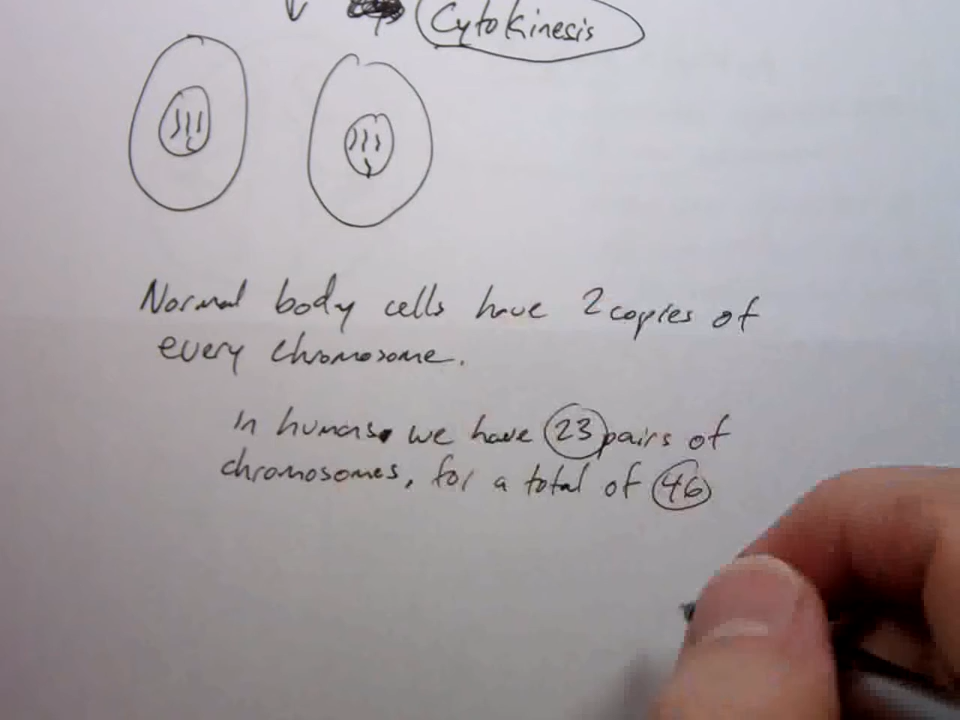 Cytokinesis
Normal body cells have 2 copies of
every chromosome.
In humans we have 23 pairs of
chromosomes, for a total of 46